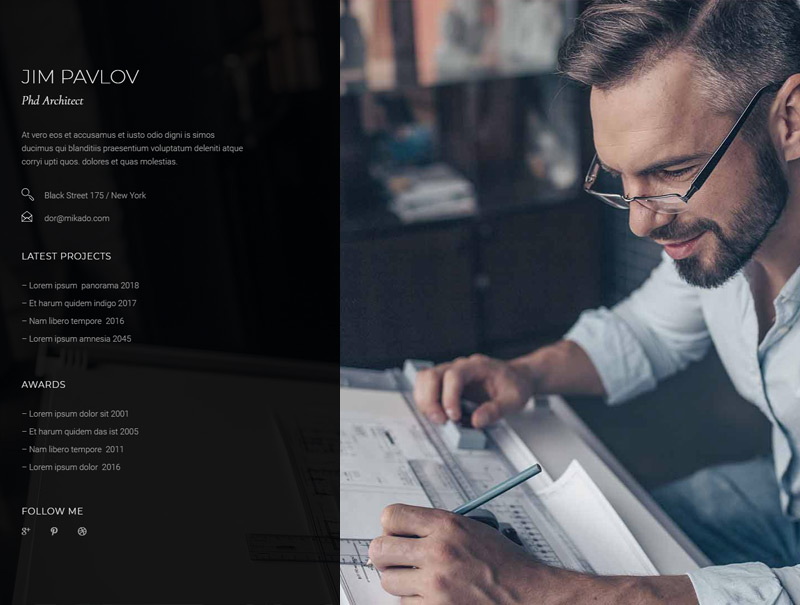 JIM PAVLOV
Phd Architect
At vero eos et accusamus et iusto odio digni is simos
ducimus qui blanditiis praesentium voluptatum deleniti atque
corryi upti quos. dolores et quas molestias.
Black Street 175 / New York
dor@mikado.com
LATEST PROJECTS
– Lorem ipsum  panorama 2018
– Et harum quidem indigo 2017
– Nam libero tempore  2016
– Lorem ipsum amnesia 2045
AWARDS
– Lorem ipsum dolor sit 2001
– Et harum quidem das ist 2005
– Nam libero tempore  2011
– Lorem ipsum dolor  2016
FOLLOW ME